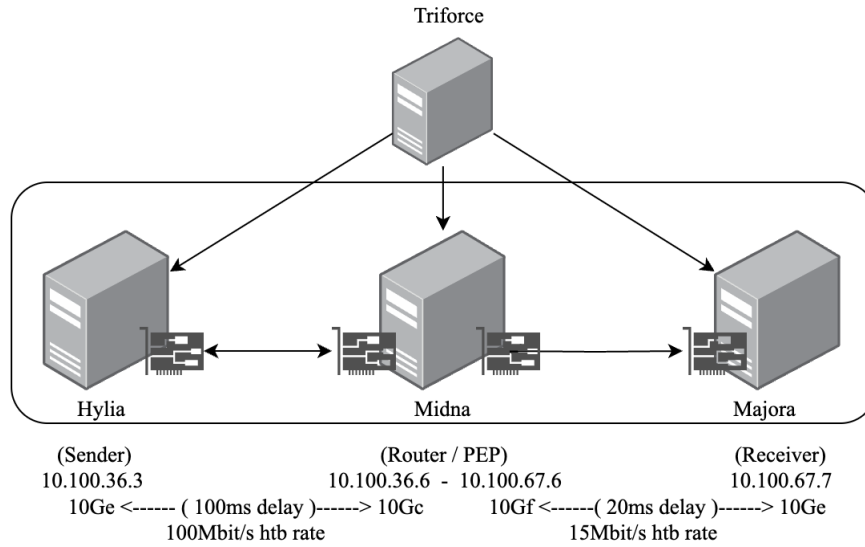 Triforce
Hylia Midna Majora
(Sender) (Router / PEP) (Receiver)
10.100.36.3 10.100.36.6 - 10.100.67.6 10.100.67.7
10Ge <------ ( 100ms delay )------> 10Gc 10Gf <------( 20ms delay )------> 10Ge
100Mbit/s htb rate 15Mbit/s htb rate